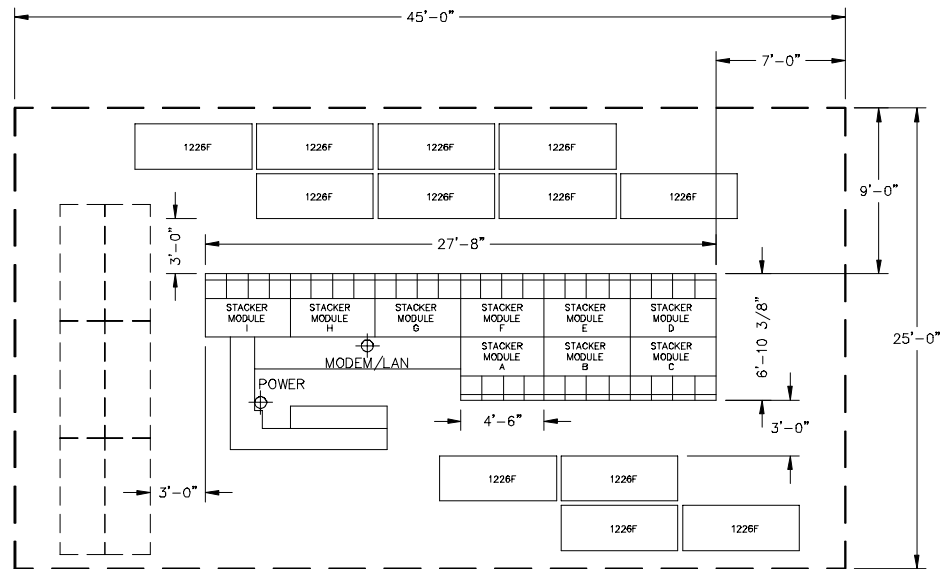 45'-0"
7'-0"
1226F 1226F 1226F 1226F
1226F 1226F 1226F 1226F
9'-0"
3'-0"
27'-8"
STACKER MODULE I
STACKER MODULE H
STACKER MODULE G
STACKER MODULE F
STACKER MODULE E
STACKER MODULE D
6'-10 3/8"
25'-0"
STACKER MODULE A
STACKER MODULE B
STACKER MODULE C
MODEM/LAN
POWER
4'-6"
3'-0"
1226F 1226F
3'-0"
1226F 1226F